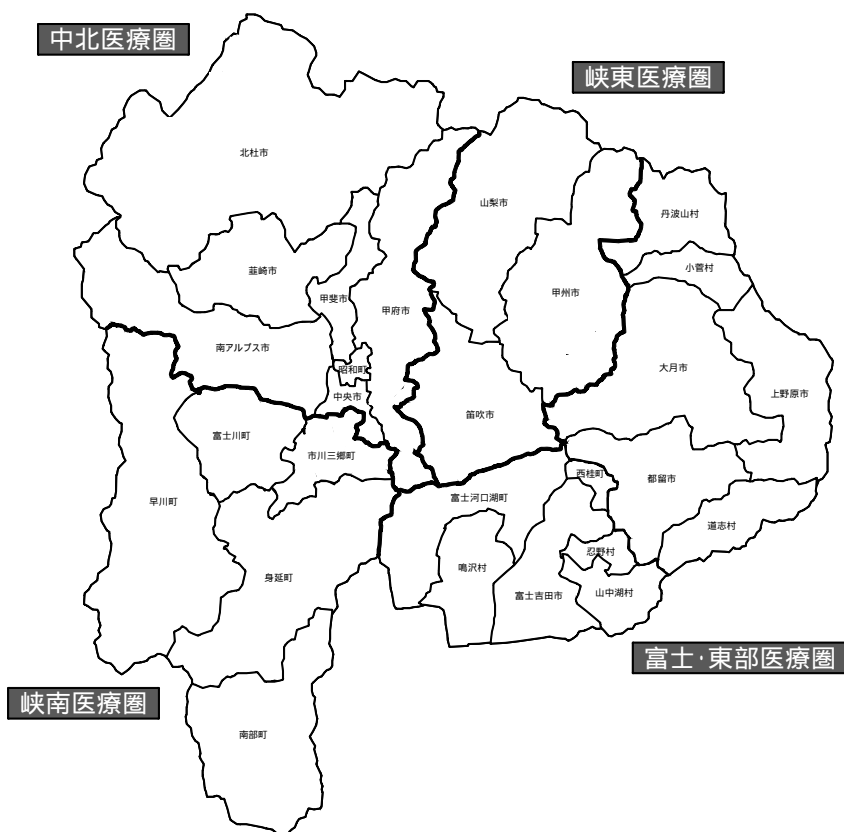 中北医療圏
峡東医療圏
北杜市
山梨市
丹波山村
小菅村
韮崎市
甲斐市
甲府市
甲州市
南アルプス市
昭和町
中央市
大月市
上野原市
笛吹市
富士川町
市川三郷町
西桂町
都留市
早川町
富士河口湖町
道志村
身延町
鳴沢村
忍野村
富士吉田市
山中湖村
富士・東部医療圏
峡南医療圏
南部町